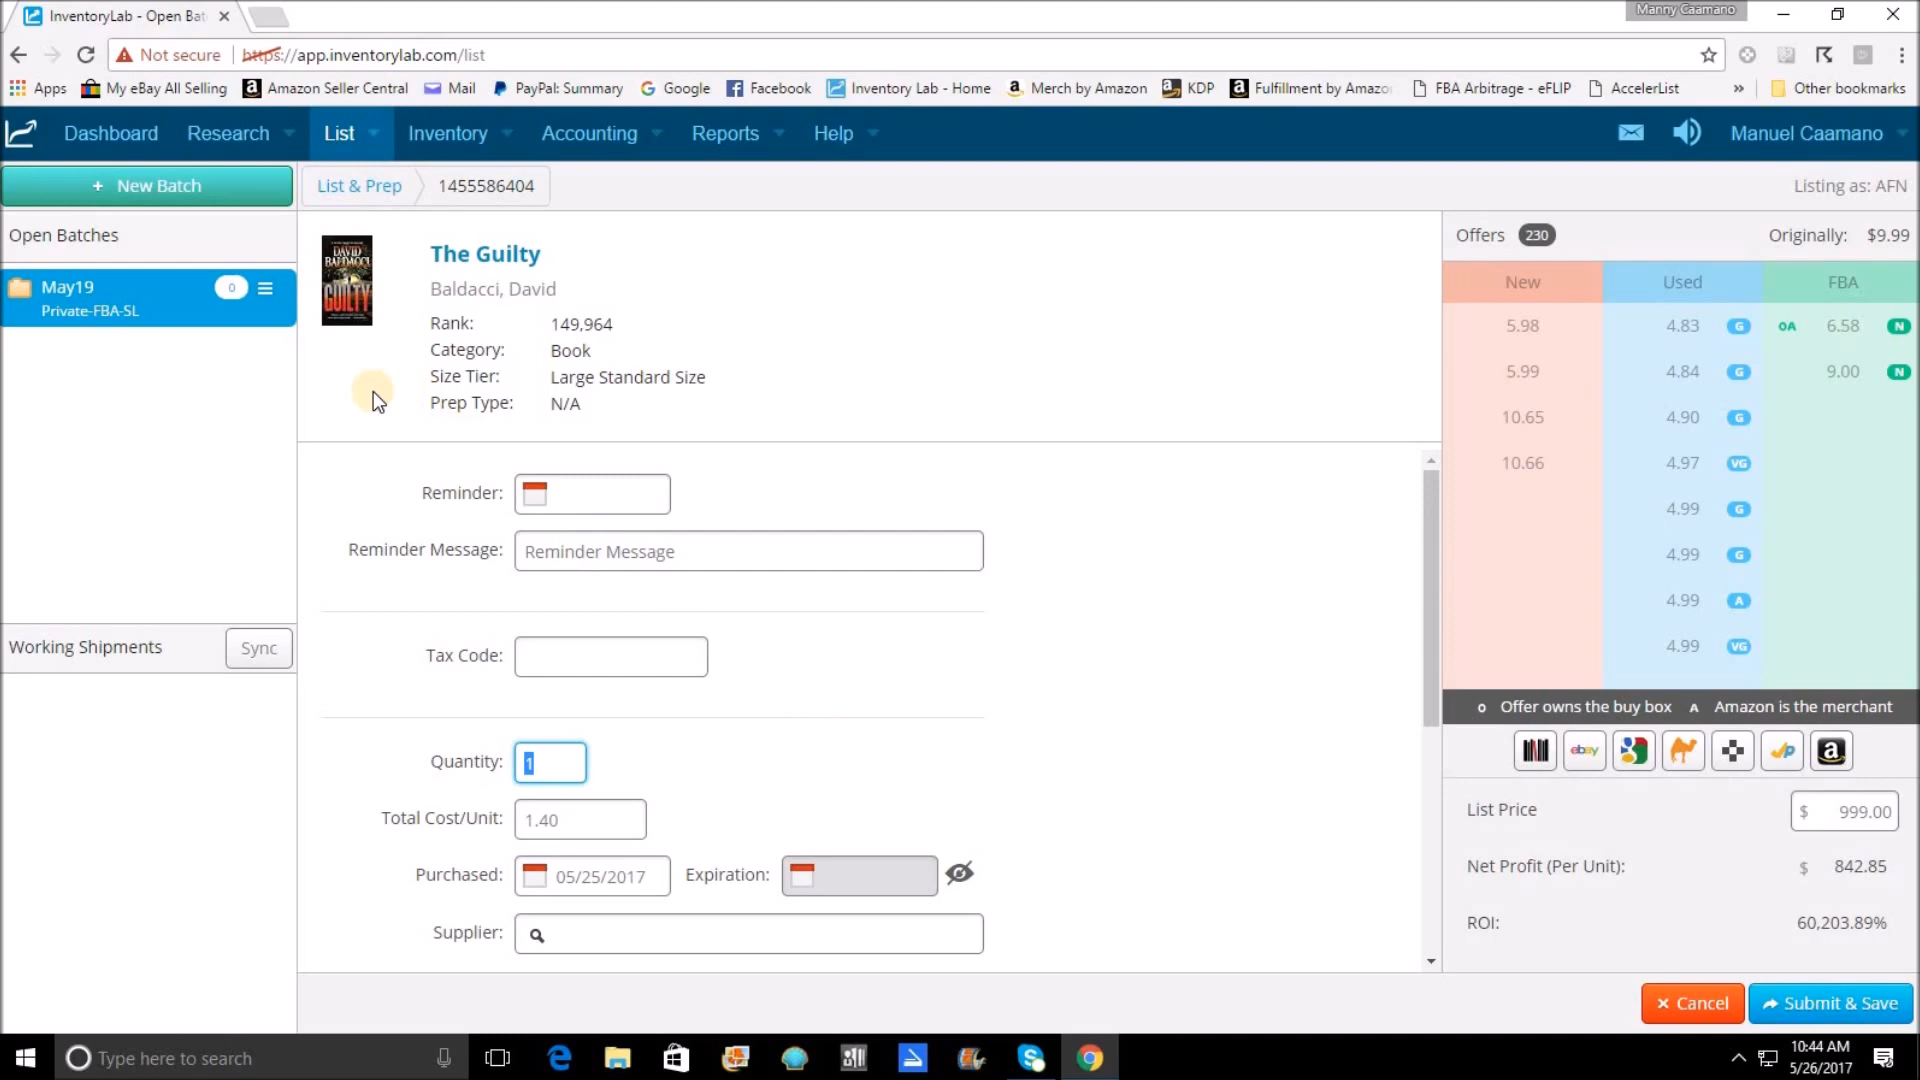 InventoryLab - Open Bat
Manny Caamano
Not secure https://app.inventorylab.com/list
Apps My eBay All Selling Amazon Seller Central Mail PayPal: Summary Google Facebook Inventory Lab - Home Merch by Amazon KDP Fulfillment by Amazo FBA Arbitrage - eFLIP AccelerList » Other bookmarks
Dashboard Research List Inventory Accounting Reports Help Manuel Caamano
+ New Batch
List & Prep 1455586404
Listing as: AFN
Open Batches
May19 0
Private-FBA-SL
Working Shipments Sync
DAVID
BALDACCI
GUILTY
The Guilty
Baldacci, David
Rank: 149,964
Category: Book
Size Tier: Large Standard Size
Prep Type: N/A
Reminder:
Reminder Message: Reminder Message
Tax Code:
Quantity: 1
Total Cost/Unit: 1.40
Purchased: 05/25/2017 Expiration:
Supplier:
Offers 230 Originally: $9.99
New Used FBA
5.98 4.83 G OA 6.58 N
5.99 4.84 G 9.00 N
10.65 4.90 G
10.66 4.97 VG
4.99 G
4.99 G
4.99 A
4.99 VG
O Offer owns the buy box A Amazon is the merchant
ebay a
List Price $ 999.00
Net Profit (Per Unit): $ 842.85
ROI: 60,203.89%
Cancel Submit & Save
Type here to search
10:44 AM
5/26/2017